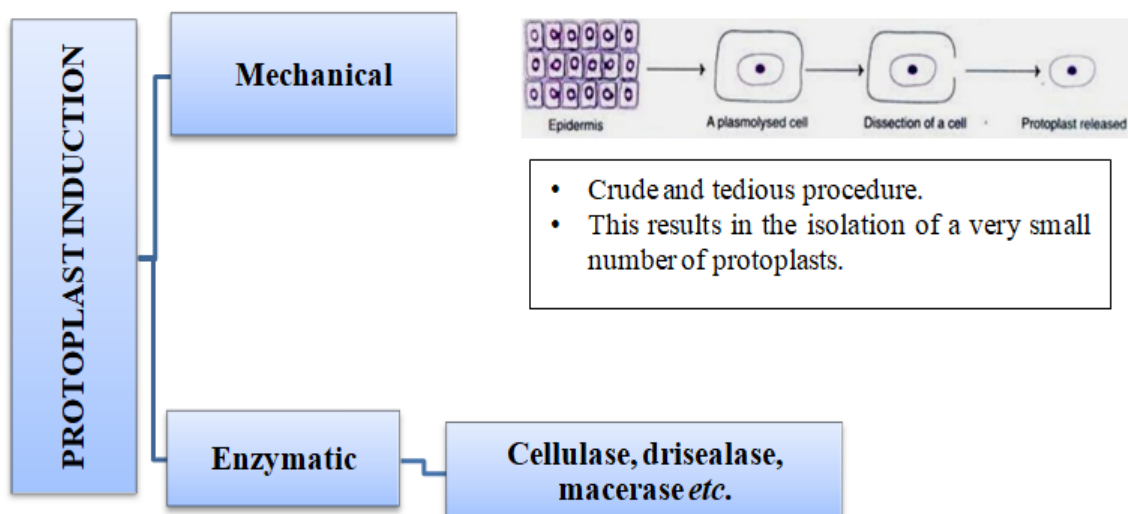 PROTOPLAST INDUCTION
Mechanical
Epidermis
A plasmolysed cell
Dissection of a cell
Protoplast released
• Crude and tedious procedure.
• This results in the isolation of a very small
number of protoplasts.
Enzymatic
Cellulase, drisealase,
macerase etc.